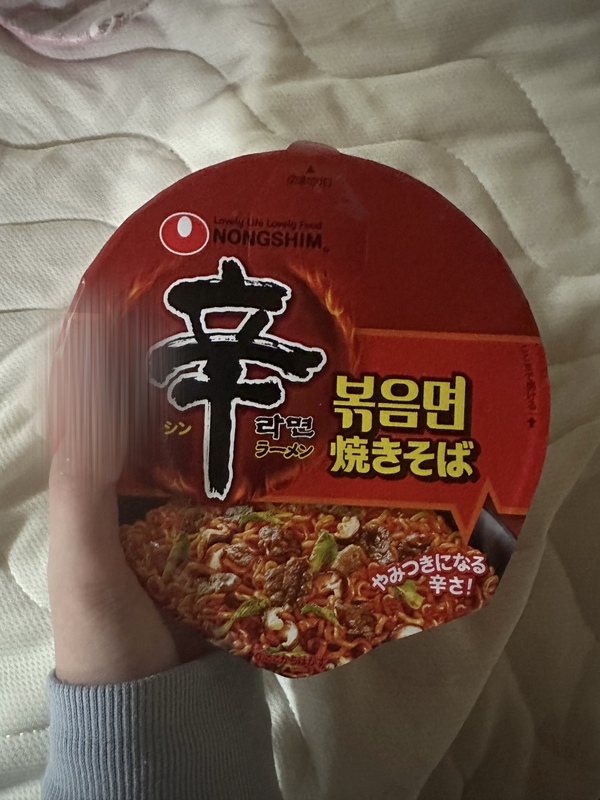 Lovely Life Lovely Food
NONGSHIM
辛
シン
라면
ラーメン
볶음면
焼きそば
やみつきになる
辛さ!